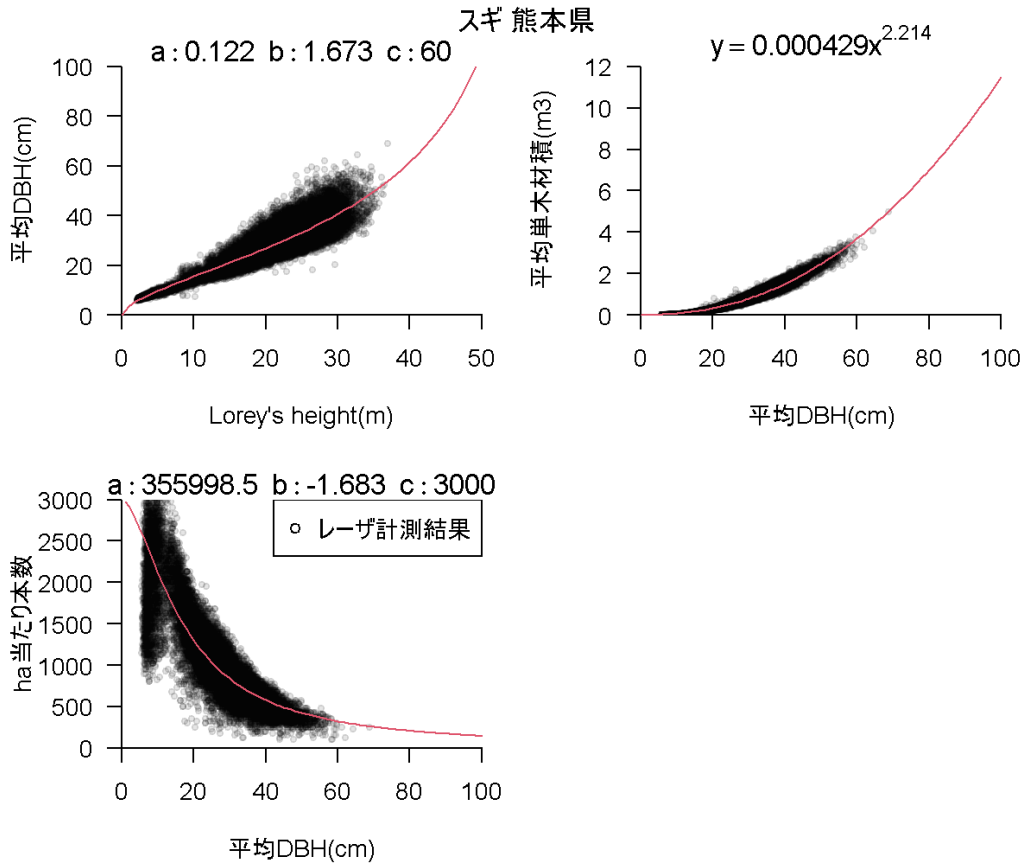 スギ 熊本県
a : 0.122 b : 1.673 c : 60
平均DBH(cm)
100
80
60
40
20
0
0 10 20 30 40 50
Lorey's height(m)
y = 0.000429x^2.214
平均単木材積(m3)
12
10
8
6
4
2
0
0 20 40 60 80 100
平均DBH(cm)
a : 355998.5 b : -1.683 c : 3000
レーザ計測結果
ha当たり本数
3000
2500
2000
1500
1000
500
0
0 20 40 60 80 100
平均DBH(cm)